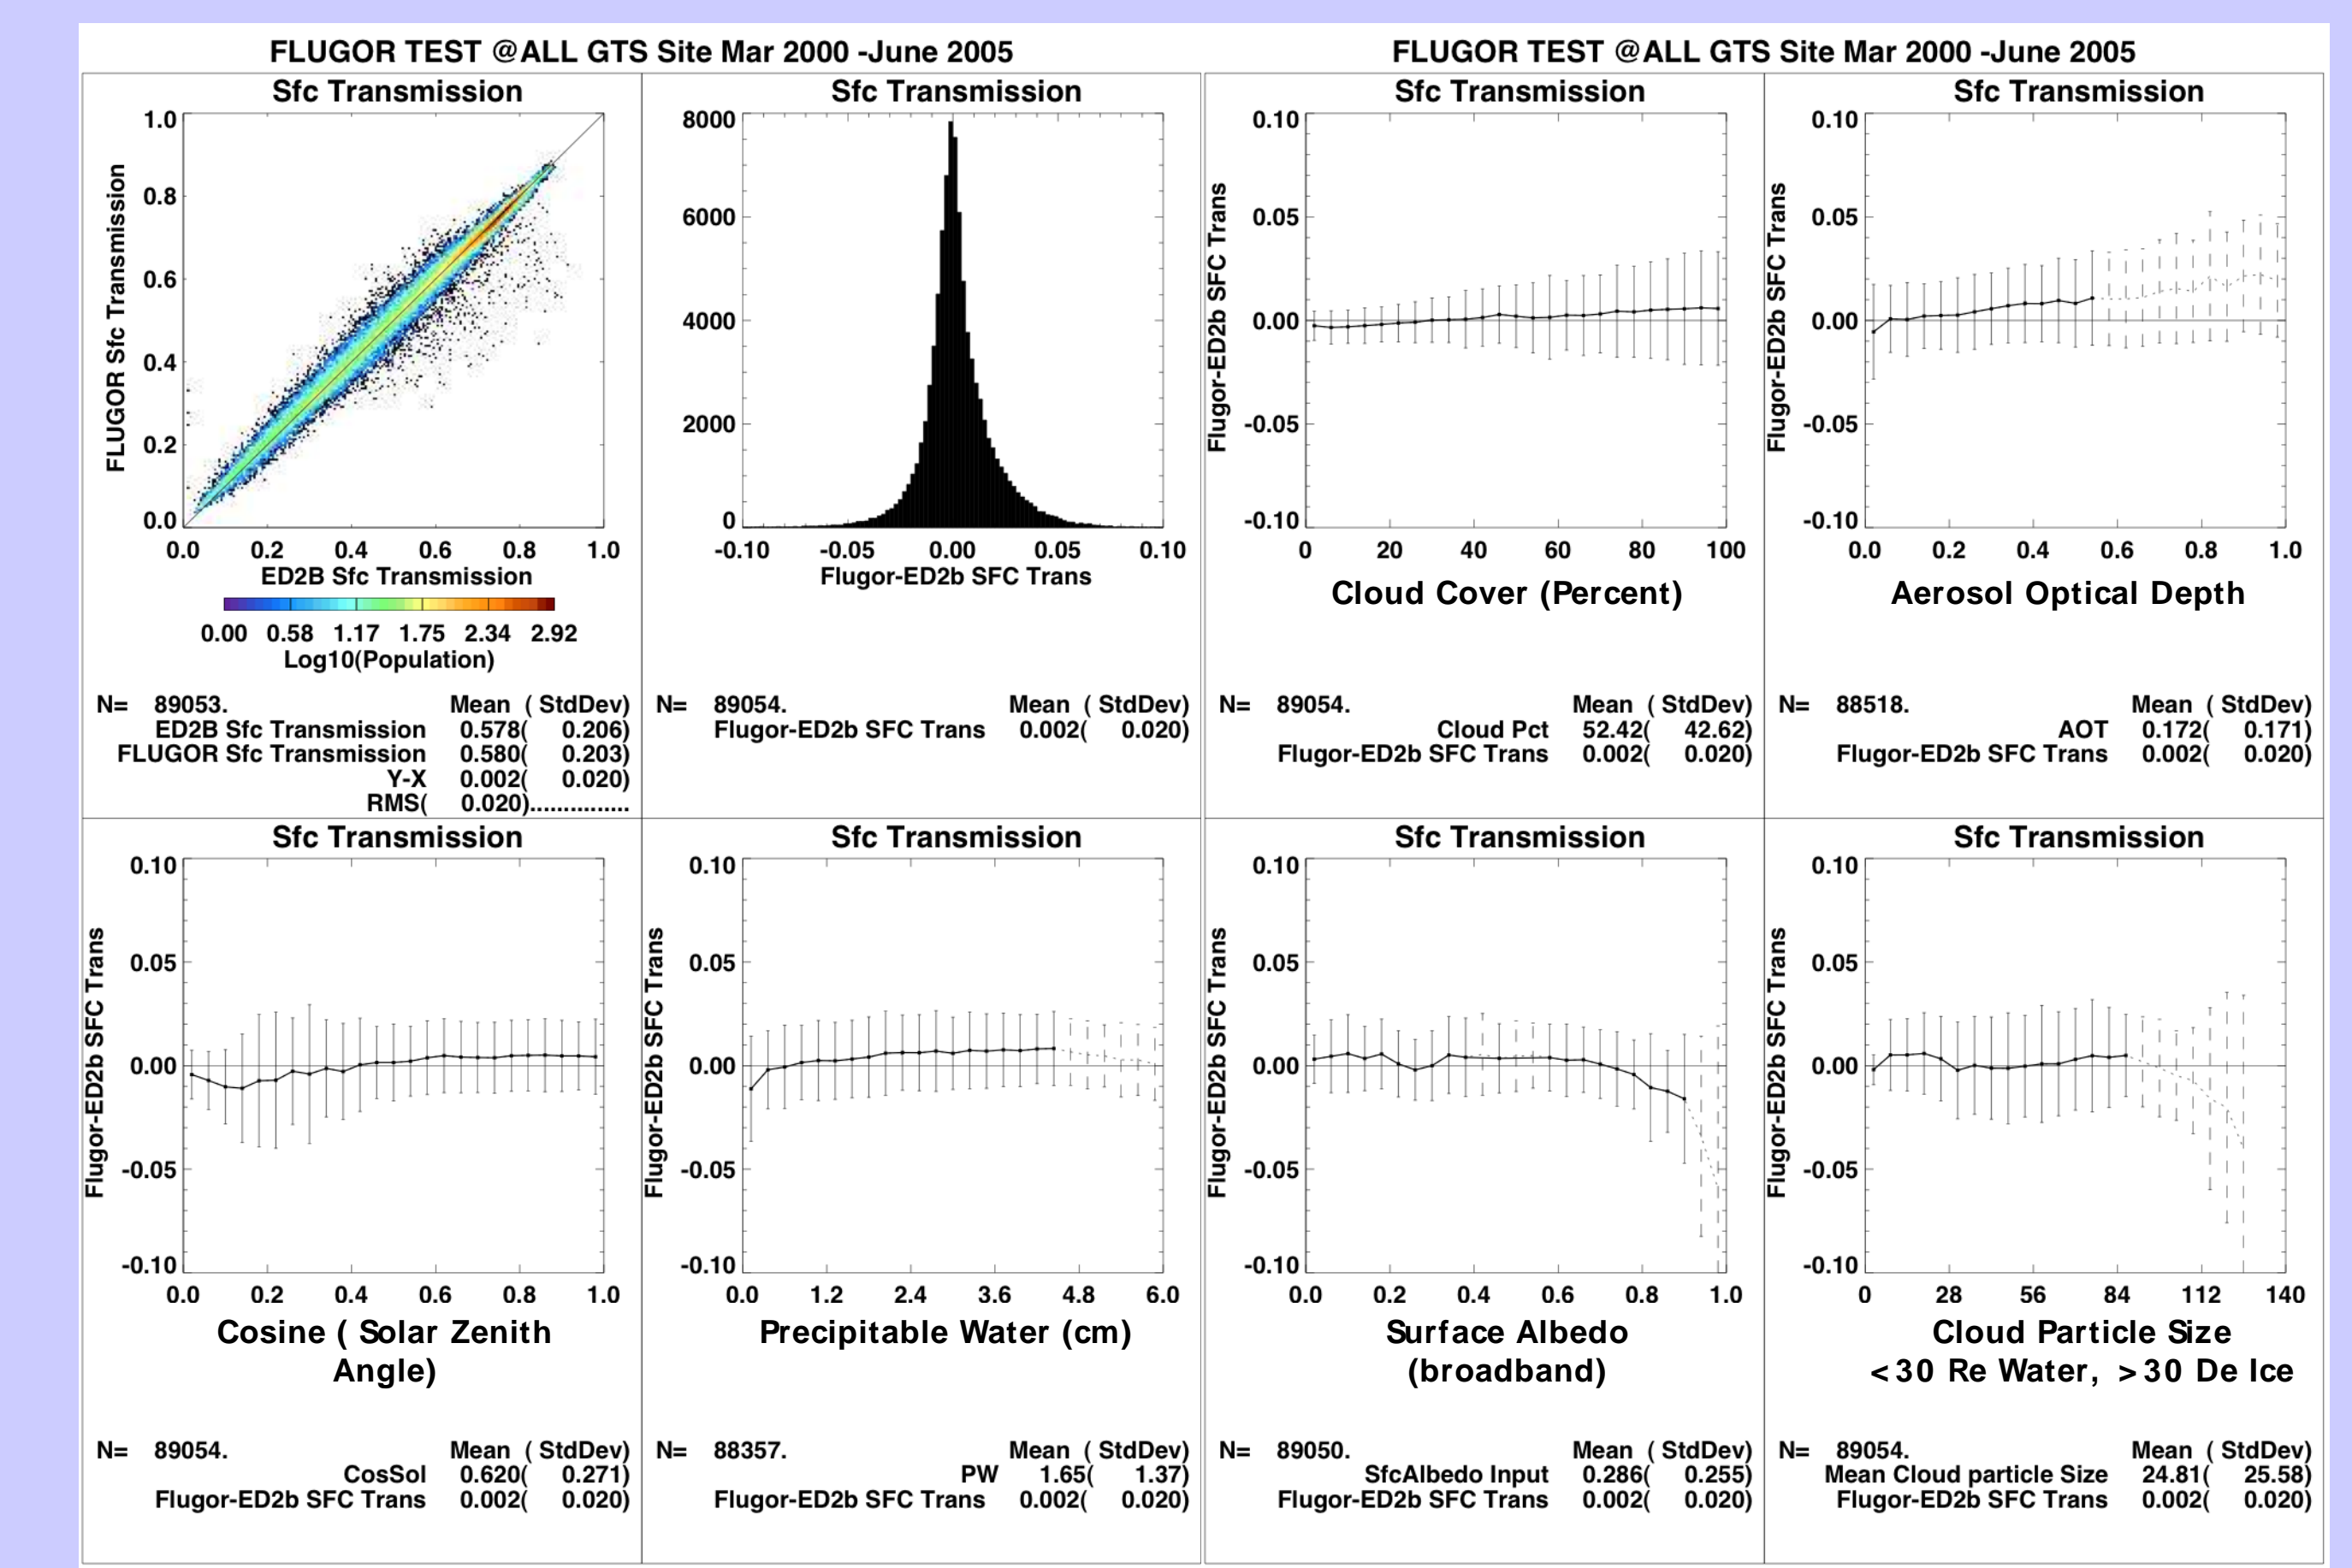 FLUGOR TEST @ALL GTS Site Mar 2000 -June 2005
Sfc Transmission
FLUGOR Sfc Transmission
1.0
0.8
0.6
0.4
0.2
0.0
0.0 0.2 0.4 0.6 0.8 1.0
ED2B Sfc Transmission
0.00 0.58 1.17 1.75 2.34 2.92
Log10(Population)
N= 89053. Mean ( StdDev)
ED2B Sfc Transmission 0.578( 0.206)
FLUGOR Sfc Transmission 0.580( 0.203)
Y-X 0.002( 0.020)
RMS( 0.020)...............
Sfc Transmission
8000
6000
4000
2000
0
-0.10 -0.05 0.00 0.05 0.10
Flugor-ED2b SFC Trans
N= 89054. Mean ( StdDev)
Flugor-ED2b SFC Trans 0.002( 0.020)
Sfc Transmission
Flugor-ED2b SFC Trans
0.10
0.05
0.00
-0.05
-0.10
0.0 0.2 0.4 0.6 0.8 1.0
Cosine ( Solar Zenith
Angle)
N= 89054. Mean ( StdDev)
CosSol 0.620( 0.271)
Flugor-ED2b SFC Trans 0.002( 0.020)
Sfc Transmission
Flugor-ED2b SFC Trans
0.10
0.05
0.00
-0.05
-0.10
0.0 1.2 2.4 3.6 4.8 6.0
Precipitable Water (cm)
N= 88357. Mean ( StdDev)
PW 1.65( 1.37)
Flugor-ED2b SFC Trans 0.002( 0.020)
FLUGOR TEST @ALL GTS Site Mar 2000 -June 2005
Sfc Transmission
Flugor-ED2b SFC Trans
0.10
0.05
0.00
-0.05
-0.10
0 20 40 60 80 100
Cloud Cover (Percent)
N= 89054. Mean ( StdDev)
Cloud Pct 52.42( 42.62)
Flugor-ED2b SFC Trans 0.002( 0.020)
Sfc Transmission
Flugor-ED2b SFC Trans
0.10
0.05
0.00
-0.05
-0.10
0.0 0.2 0.4 0.6 0.8 1.0
Aerosol Optical Depth
N= 88518. Mean ( StdDev)
AOT 0.172( 0.171)
Flugor-ED2b SFC Trans 0.002( 0.020)
Sfc Transmission
Flugor-ED2b SFC Trans
0.10
0.05
0.00
-0.05
-0.10
0.0 0.2 0.4 0.6 0.8 1.0
Surface Albedo
(broadband)
N= 89050. Mean ( StdDev)
SfcAlbedo Input 0.286( 0.255)
Flugor-ED2b SFC Trans 0.002( 0.020)
Sfc Transmission
Flugor-ED2b SFC Trans
0.10
0.05
0.00
-0.05
-0.10
0 28 56 84 112 140
Cloud Particle Size
<30 Re Water, >30 De Ice
N= 89054. Mean ( StdDev)
Mean Cloud particle Size 24.81( 25.58)
Flugor-ED2b SFC Trans 0.002( 0.020)